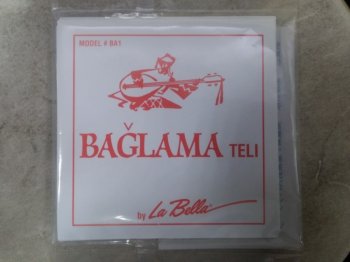 MODEL # BA1
BAĞLAMA TELI
by La Bella